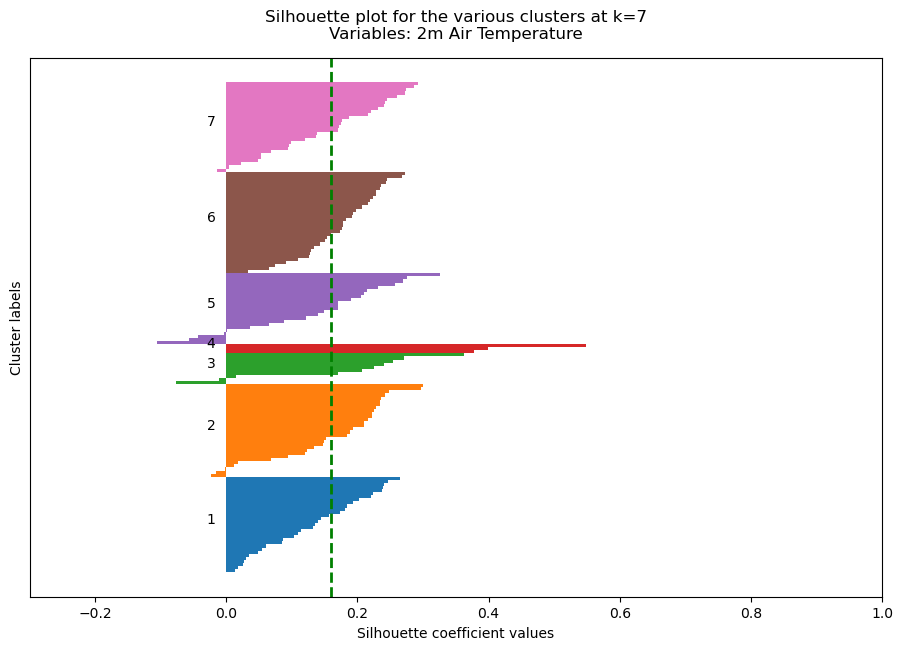 Silhouette plot for the various clusters at k=7
Variables: 2m Air Temperature
Cluster labels
7
6
5
4
3
2
1
−0.2 0.0 0.2 0.4 0.6 0.8 1.0
Silhouette coefficient values